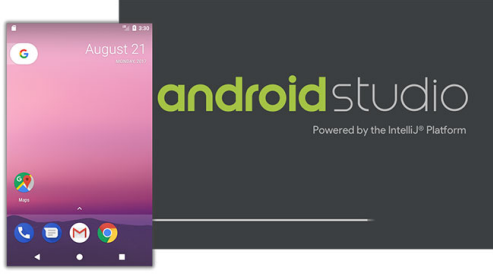 3:30
August 21
androidstudio
Powered by the IntelliJ® Platform
G
Maps